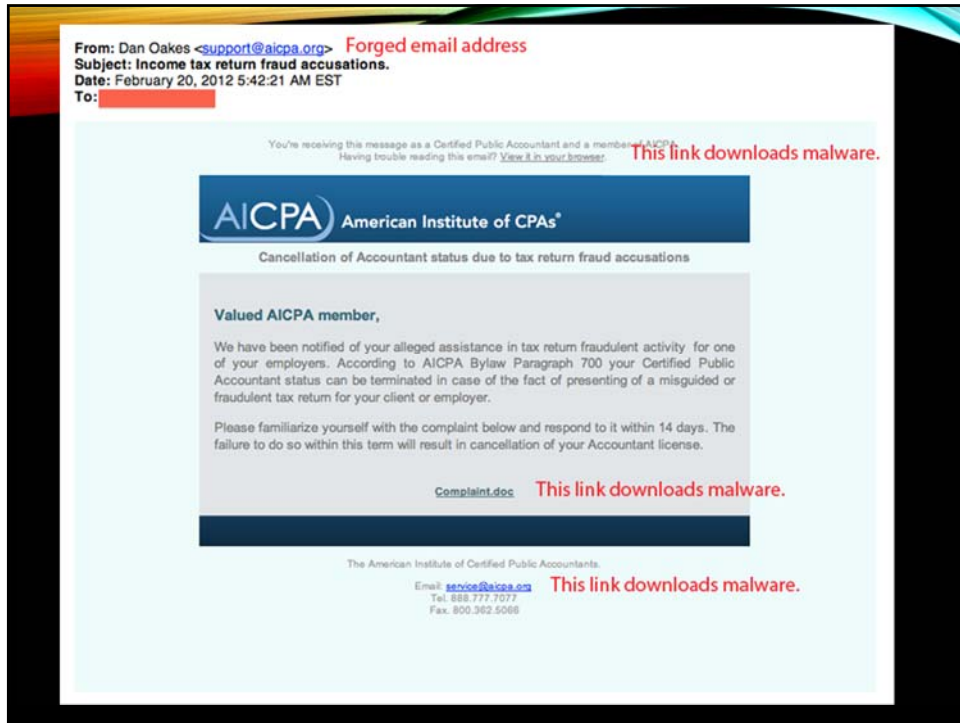 From: Dan Oakes <support@aicpa.org> Forged email address
Subject: Income tax return fraud accusations.
Date: February 20, 2012 5:42:21 AM EST
To:
You're receiving this message as a Certified Public Accountant and a member of AICPA.
Having trouble reading this email? View it in your browser.
This link downloads malware.
AICPA American Institute of CPAs®
Cancellation of Accountant status due to tax return fraud accusations
Valued AICPA member,
We have been notified of your alleged assistance in tax return fraudulent activity for one
of your employers. According to AICPA Bylaw Paragraph 700 your Certified Public
Accountant status can be terminated in case of the fact of presenting of a misguided or
fraudulent tax return for your client or employer.
Please familiarize yourself with the complaint below and respond to it within 14 days. The
failure to do so within this term will result in cancellation of your Accountant license.
Complaint.doc This link downloads malware.
The American Institute of Certified Public Accountants.
Email: service@aicpa.org This link downloads malware.
Tel. 888.777.7077
Fax. 800.362.5066